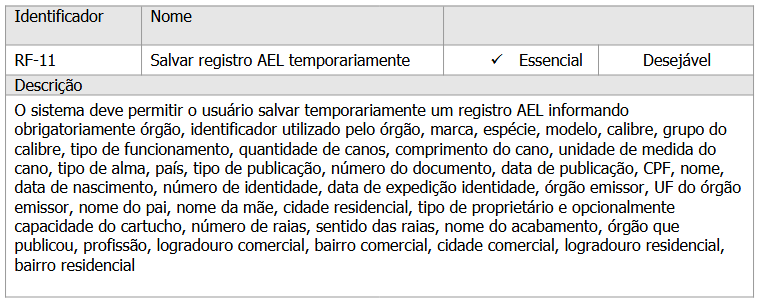 Identificador Nome
RF-11 Salvar registro AEL temporariamente ✓ Essencial Desejável
Descrição
O sistema deve permitir o usuário salvar temporariamente um registro AEL informando
obrigatoriamente órgão, identificador utilizado pelo órgão, marca, espécie, modelo, calibre, grupo do
calibre, tipo de funcionamento, quantidade de canos, comprimento do cano, unidade de medida do
cano, tipo de alma, país, tipo de publicação, número do documento, data de publicação, CPF, nome,
data de nascimento, número de identidade, data de expedição identidade, órgão emissor, UF do órgão
emissor, nome do pai, nome da mãe, cidade residencial, tipo de proprietário e opcionalmente
capacidade do cartucho, número de raias, sentido das raias, nome do acabamento, órgão que
publicou, profissão, logradouro comercial, bairro comercial, cidade comercial, logradouro residencial,
bairro residencial